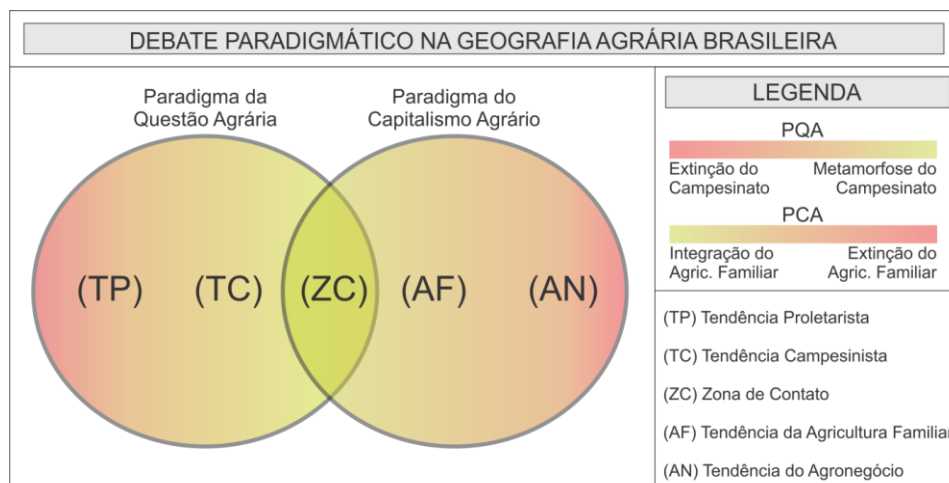 DEBATE PARADIGMÁTICO NA GEOGRAFIA AGRÁRIA BRASILEIRA
Paradigma da
Questão Agrária
Paradigma do
Capitalismo Agrário
(TP)
(TC)
(ZC)
(AF)
(AN)
LEGENDA
PQA
Extinção do
Campesinato
Metamorfose do
Campesinato
PCA
Integração do
Agric. Familiar
Extinção do
Agric. Familiar
(TP) Tendência Proletarista
(TC) Tendência Campesinista
(ZC) Zona de Contato
(AF) Tendência da Agricultura Familiar
(AN) Tendência do Agronegócio